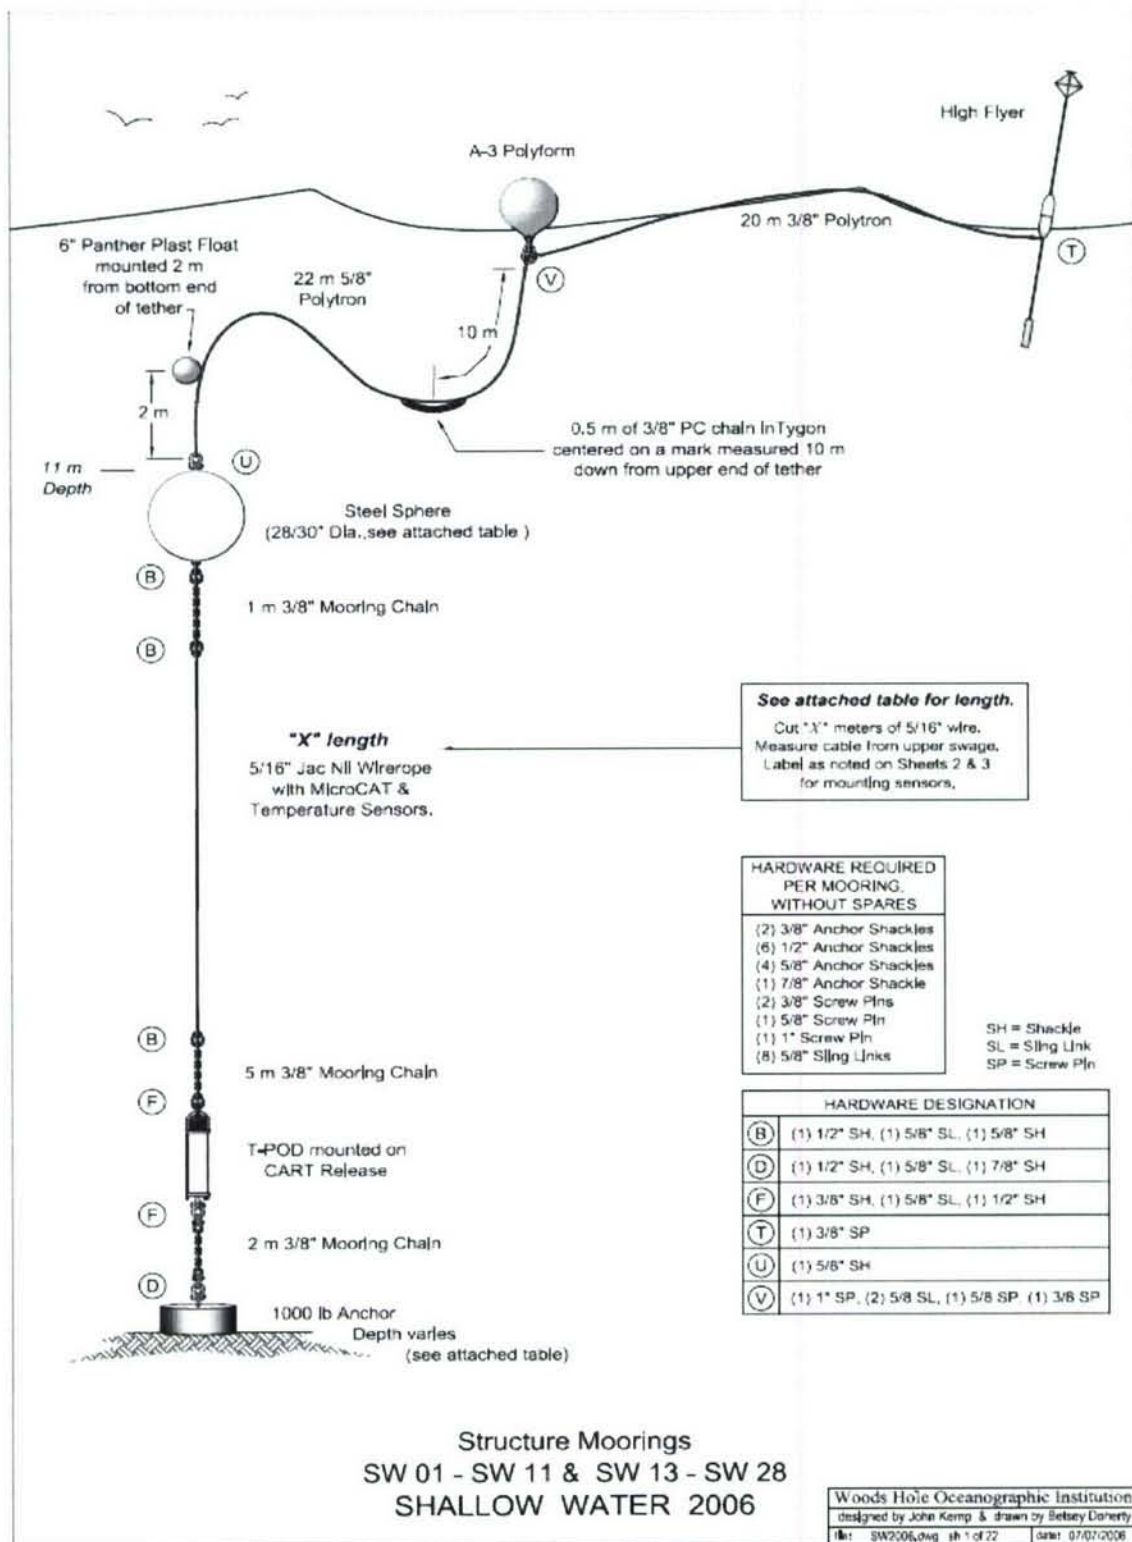 High Flyer
A-3 Polyform
20 m 3/8" Polytron
T
6" Panther Plast Float
mounted 2 m
from bottom end
of tether
22 m 5/8"
Polytron
V
10 m
2 m
0.5 m of 3/8" PC chain in Tygon
centered on a mark measured 10 m
down from upper end of tether
11 m
Depth
U
Steel Sphere
(28/30" Dia., see attached table )
B
1 m 3/8" Mooring Chain
B
See attached table for length.
Cut "X" meters of 5/16" wire.
Measure cable from upper swage.
Label as noted on Sheets 2 & 3
for mounting sensors.
"X" length
5/16" Jac Nil Wirerope
with MicroCAT &
Temperature Sensors.
HARDWARE REQUIRED
PER MOORING.
WITHOUT SPARES
(2) 3/8" Anchor Shackles
(6) 1/2" Anchor Shackles
(4) 5/8" Anchor Shackles
(1) 7/8" Anchor Shackle
(2) 3/8" Screw Pins
(1) 5/8" Screw Pin
(1) 1" Screw Pin
(8) 5/8" Sling Links
SH = Shackle
SL = Sling Link
SP = Screw Pin
B
5 m 3/8" Mooring Chain
F
T-POD mounted on
CART Release
F
2 m 3/8" Mooring Chain
D
1000 lb Anchor
Depth varies
(see attached table)
HARDWARE DESIGNATION
B (1) 1/2" SH, (1) 5/8" SL, (1) 5/8" SH
D (1) 1/2" SH, (1) 5/8" SL, (1) 7/8" SH
F (1) 3/8" SH, (1) 5/8" SL, (1) 1/2" SH
T (1) 3/8" SP
U (1) 5/8" SH
V (1) 1" SP, (2) 5/8 SL, (1) 5/8 SP, (1) 3/8 SP
Structure Moorings
SW 01 - SW 11 & SW 13 - SW 28
SHALLOW WATER 2006
Woods Hole Oceanographic Institution
designed by John Kemp & drawn by Betsey Doherty
file: SW2006.dwg sh 1 of 22 date: 07/07/2006